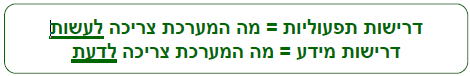 דרישות תפעוליות = מה המערכת צריכה לעשות
דרישות מידע = מה המערכת צריכה לדעת